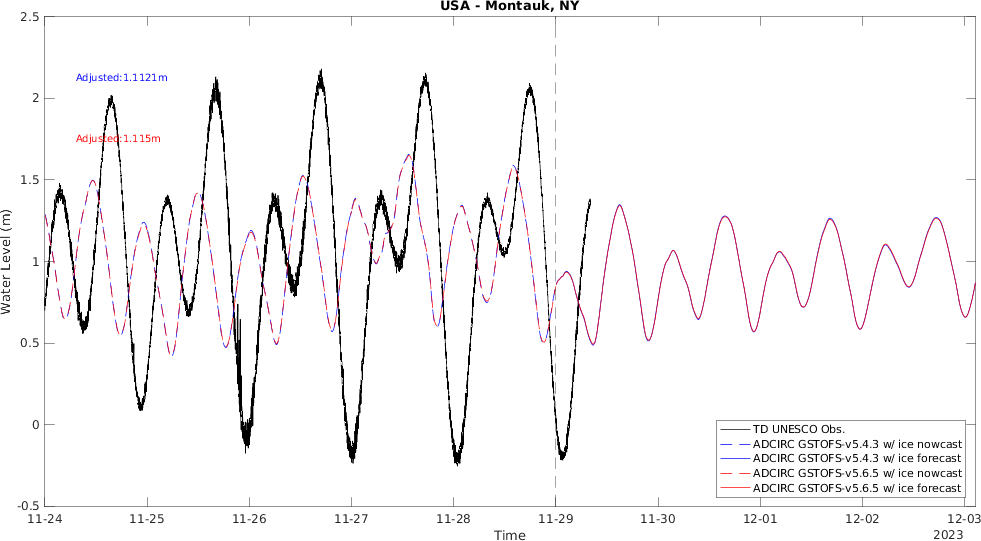 USA - Montauk, NY
2.5
2
1.5
1
0.5
0
-0.5
Water Level (m)
Adjusted:1.1121m
Adjusted:1.115m
TD UNESCO Obs.
ADCIRC GSTOFS-v5.4.3 w/ ice nowcast
ADCIRC GSTOFS-v5.4.3 w/ ice forecast
ADCIRC GSTOFS-v5.6.5 w/ ice nowcast
ADCIRC GSTOFS-v5.6.5 w/ ice forecast
11-24 11-25 11-26 11-27 11-28 11-29 11-30 12-01 12-02 12-03
Time
2023